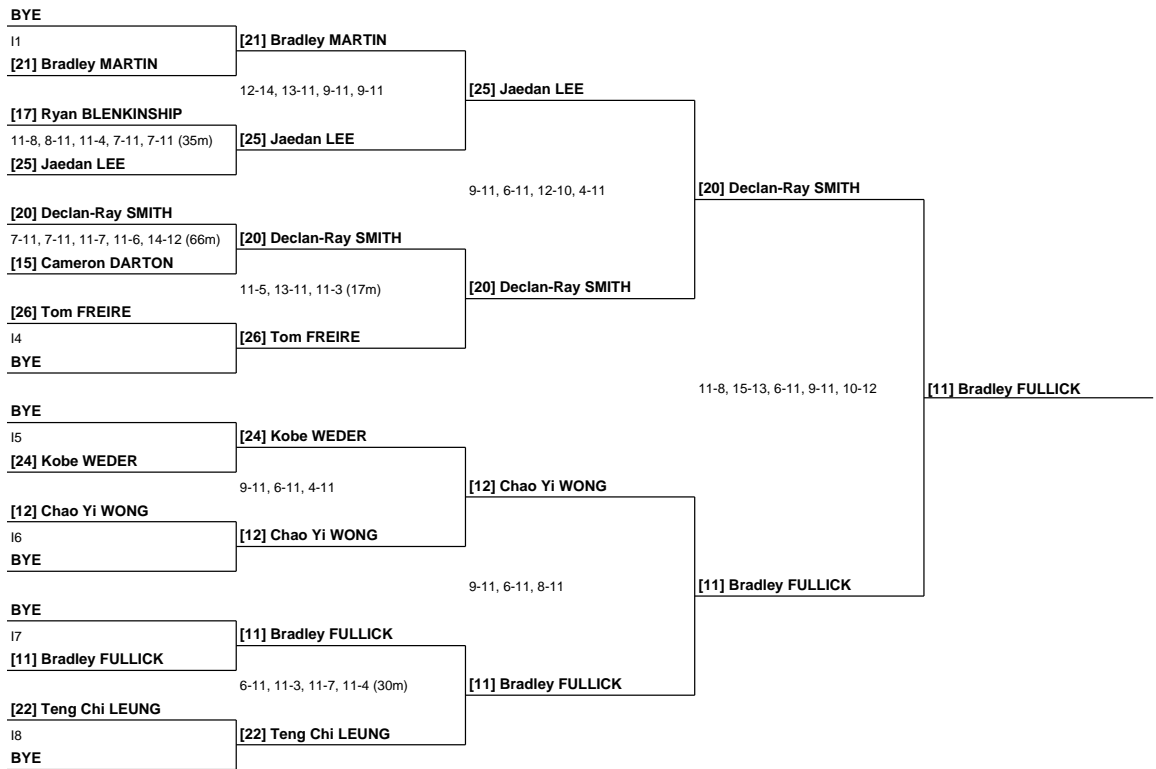 BYE
I1
[21] Bradley MARTIN
[21] Bradley MARTIN
12-14, 13-11, 9-11, 9-11
[25] Jaedan LEE
[17] Ryan BLENKINSHIP
11-8, 8-11, 11-4, 7-11, 7-11 (35m)
[25] Jaedan LEE
[25] Jaedan LEE
9-11, 6-11, 12-10, 4-11
[20] Declan-Ray SMITH
[20] Declan-Ray SMITH
7-11, 7-11, 11-7, 11-6, 14-12 (66m)
[20] Declan-Ray SMITH
[15] Cameron DARTON
11-5, 13-11, 11-3 (17m)
[20] Declan-Ray SMITH
[26] Tom FREIRE
I4
[26] Tom FREIRE
BYE
11-8, 15-13, 6-11, 9-11, 10-12
[11] Bradley FULLICK
BYE
I5
[24] Kobe WEDER
[24] Kobe WEDER
9-11, 6-11, 4-11
[12] Chao Yi WONG
[12] Chao Yi WONG
I6
[12] Chao Yi WONG
BYE
9-11, 6-11, 8-11
[11] Bradley FULLICK
BYE
I7
[11] Bradley FULLICK
[11] Bradley FULLICK
6-11, 11-3, 11-7, 11-4 (30m)
[11] Bradley FULLICK
[22] Teng Chi LEUNG
I8
[22] Teng Chi LEUNG
BYE